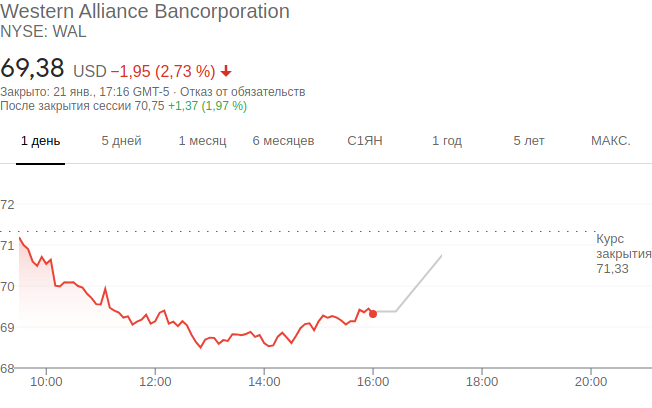 Western Alliance Bancorporation
NYSE: WAL
69,38 USD −1,95 (2,73 %)
Закрыто: 21 янв., 17:16 GMT-5 · Отказ от обязательств
После закрытия сессии 70,75 +1,37 (1,97 %)
1 день 5 дней 1 месяц 6 месяцев С1ЯН 1 год 5 лет МАКС.
72
71
70
69
68
Курс
закрытия
71,33
10:00 12:00 14:00 16:00 18:00 20:00